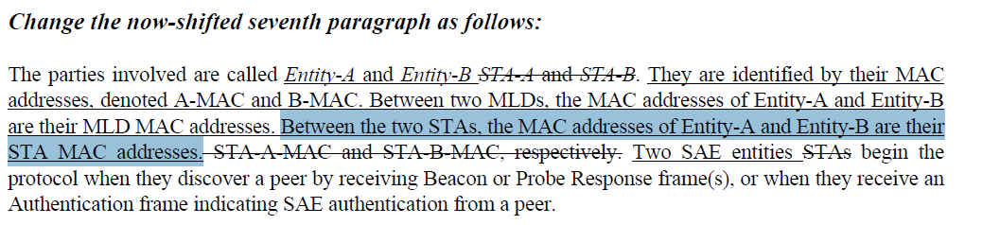 Change the now-shifted seventh paragraph as follows:
The parties involved are called Entity-A and Entity-B STA-A and STA-B. They are identified by their MAC
addresses, denoted A-MAC and B-MAC. Between two MLDs, the MAC addresses of Entity-A and Entity-B
are their MLD MAC addresses. Between the two STAs, the MAC addresses of Entity-A and Entity-B are their
STA MAC addresses. STA-A-MAC and STA-B-MAC, respectively. Two SAE entities STAs begin the
protocol when they discover a peer by receiving Beacon or Probe Response frame(s), or when they receive an
Authentication frame indicating SAE authentication from a peer.